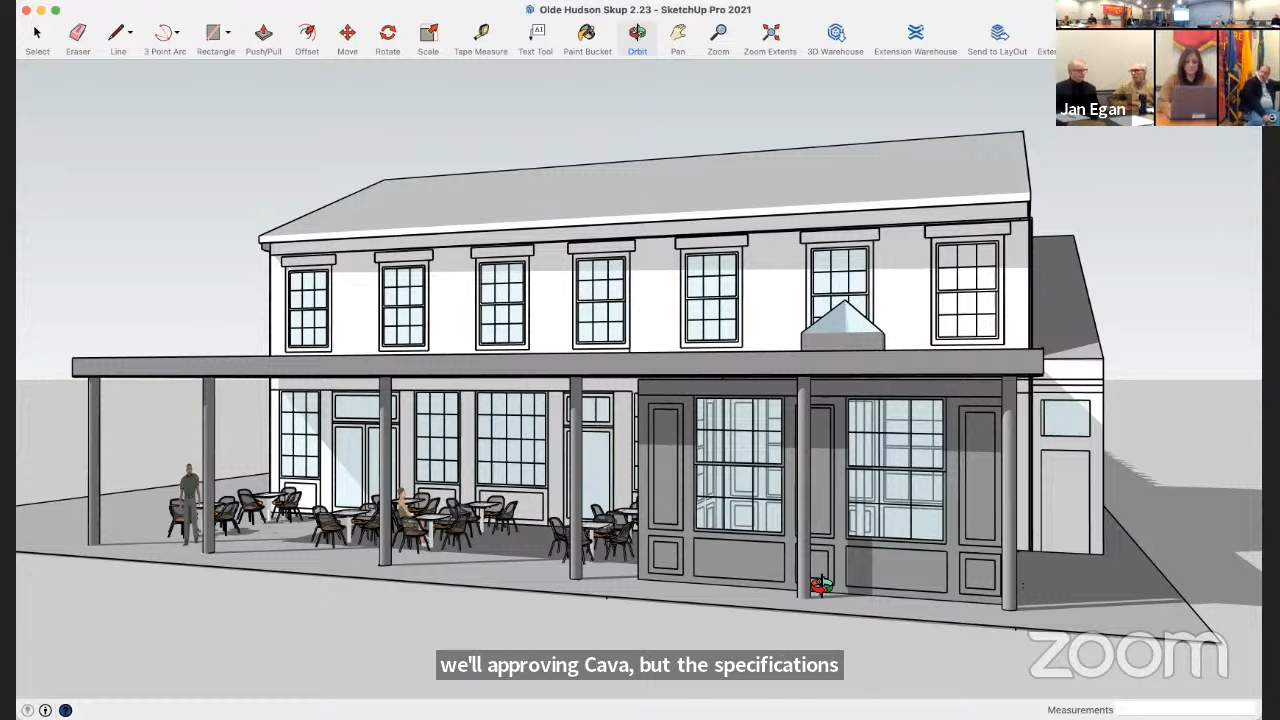 Olde Hudson Skup 2.23 - SketchUp Pro 2021
Select Eraser Line 3 Point Arc Rectangle Push/Pull Offset Move Rotate Scale Tape Measure Text Tool Paint Bucket Orbit Pan Zoom Zoom Extents 3D Warehouse Extension Warehouse Send to LayOut Exte
A1
Jan Egan
we'll approving Cava, but the specifications
zoom
Measurements